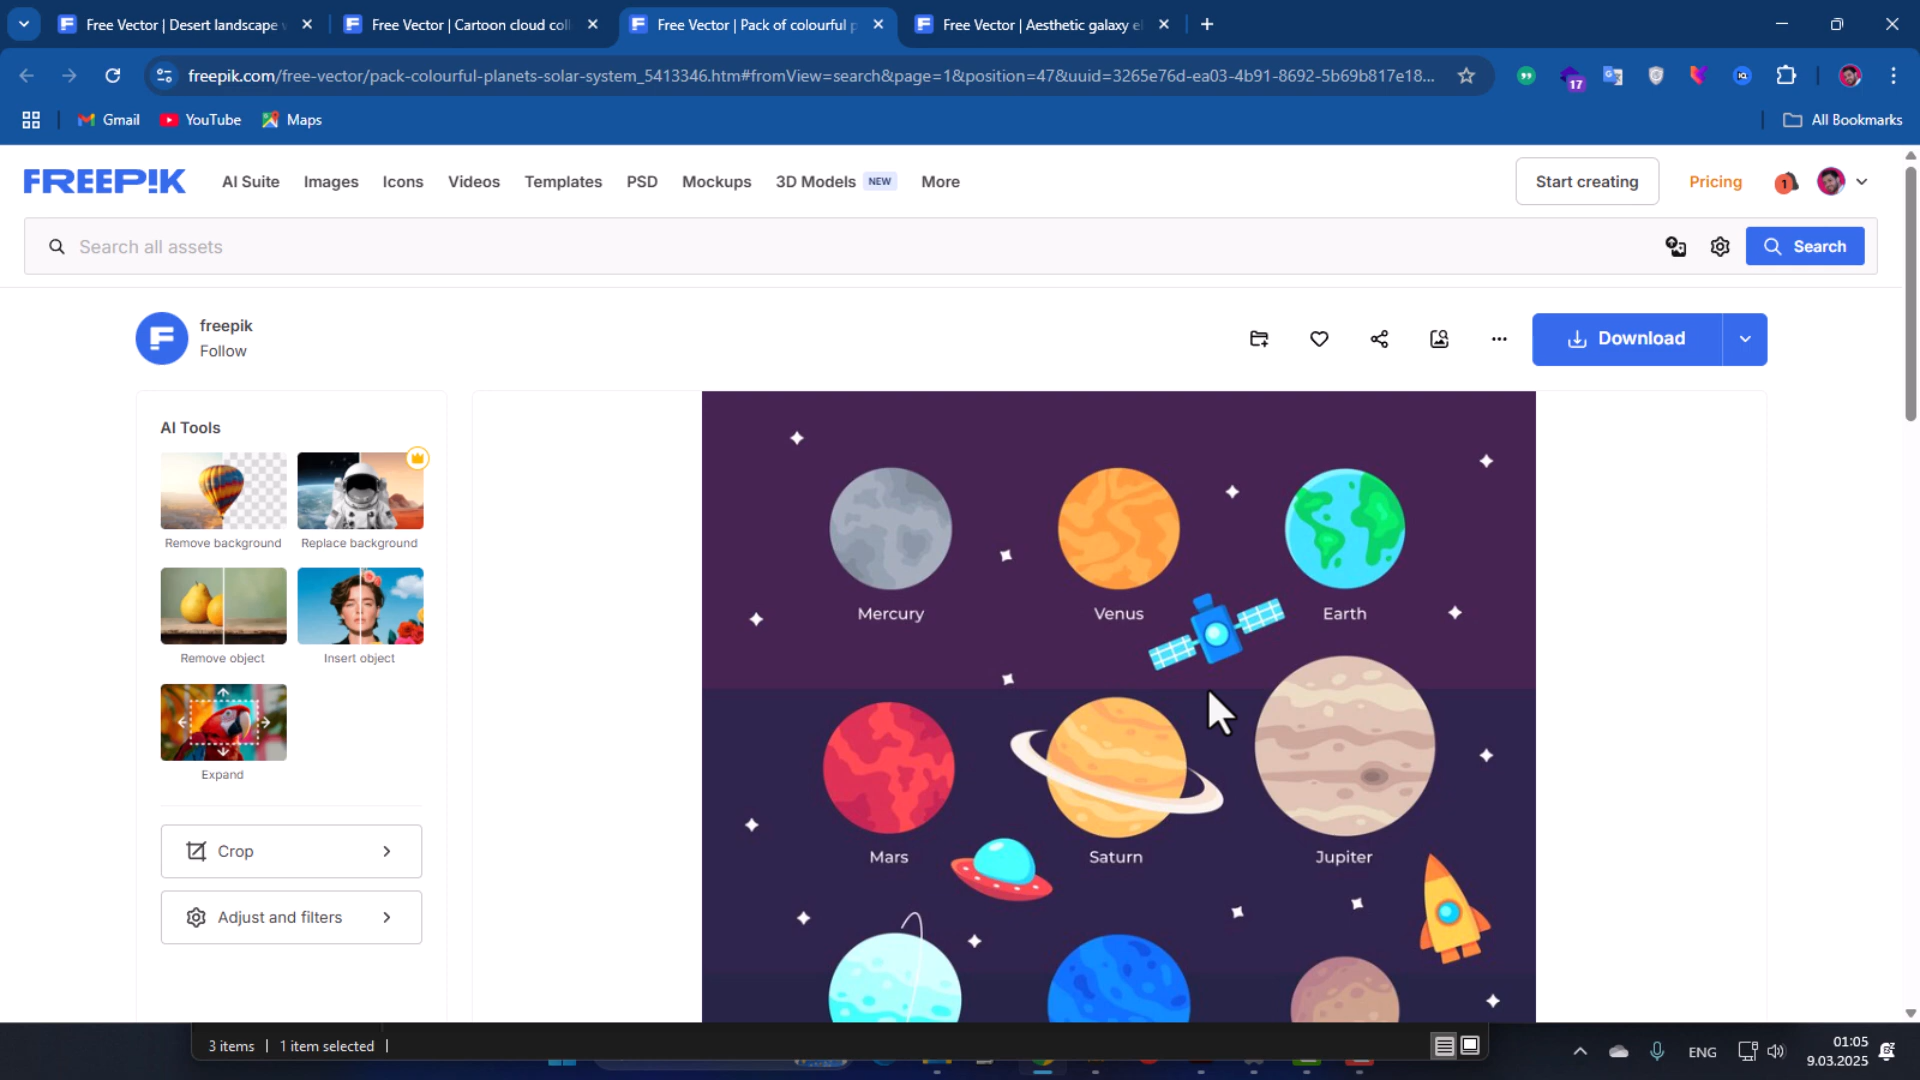 Free Vector | Desert landscape
Free Vector | Cartoon cloud coll
Free Vector | Pack of colourful p
Free Vector | Aesthetic galaxy el
freepik.com/free-vector/pack-colourful-planets-solar-system_5413346.htm#fromView=search&page=1&position=47&uuid=3265e76d-ea03-4b91-8692-5b69b817e18...
17
Gmail
YouTube
Maps
All Bookmarks
FREEP!K
AI Suite
Images
Icons
Videos
Templates
PSD
Mockups
3D Models NEW
More
Start creating
Pricing
1
Search all assets
Search
freepik
Follow
Download
AI Tools
Remove background
Replace background
Remove object
Insert object
Expand
Crop
Adjust and filters
Mercury
Venus
Earth
Mars
Saturn
Jupiter
3 items
1 item selected
ENG
01:05
9.03.2025